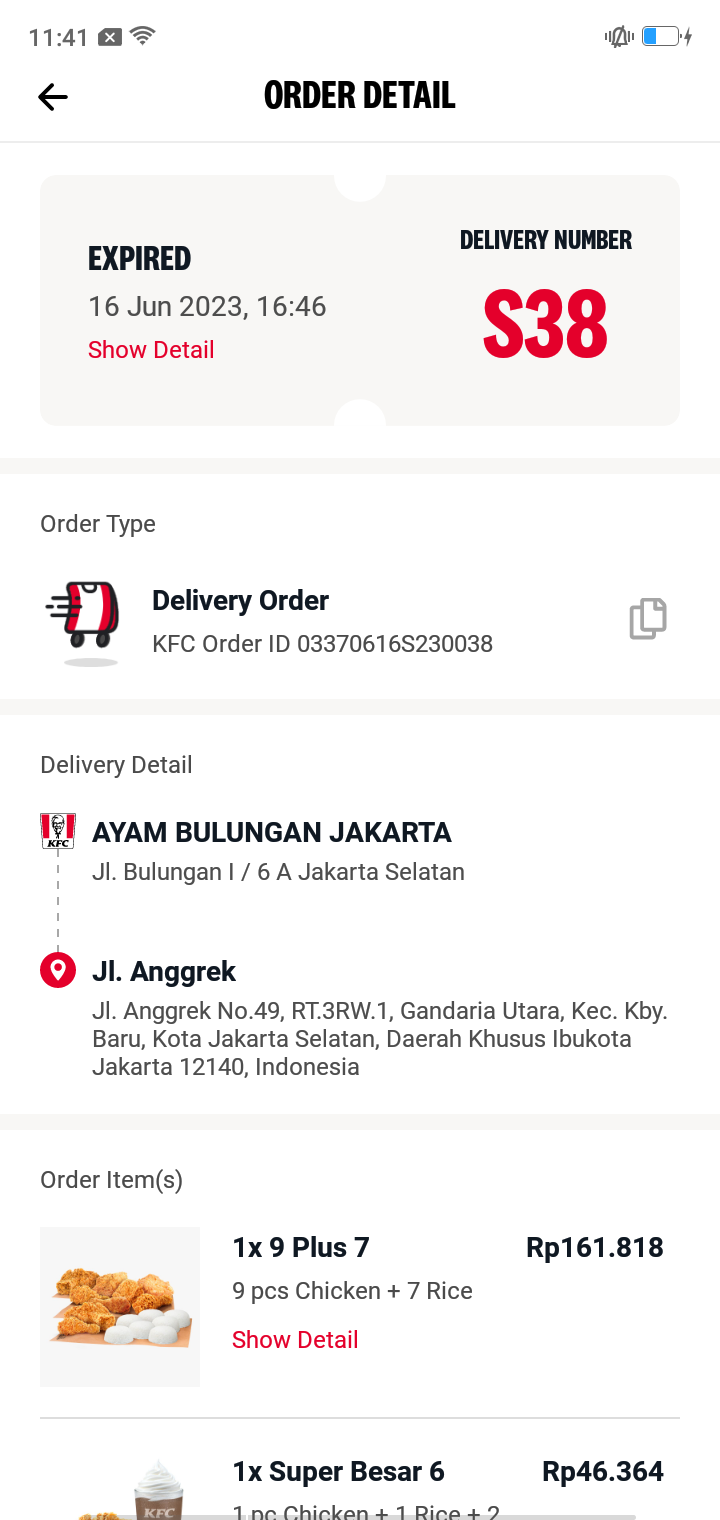 11:41
ORDER DETAIL
EXPIRED
16 Jun 2023, 16:46
Show Detail
DELIVERY NUMBER
S38
Order Type
Delivery Order
KFC Order ID 03370616S230038
Delivery Detail
KFC
AYAM BULUNGAN JAKARTA
Jl. Bulungan I / 6 A Jakarta Selatan
Jl. Anggrek
Jl. Anggrek No.49, RT.3RW.1, Gandaria Utara, Kec. Kby.
Baru, Kota Jakarta Selatan, Daerah Khusus Ibukota
Jakarta 12140, Indonesia
Order Item(s)
1x 9 Plus 7 Rp161.818
9 pcs Chicken + 7 Rice
Show Detail
1x Super Besar 6 Rp46.364
KFC
1 pc Chicken + 1 Rice + 2